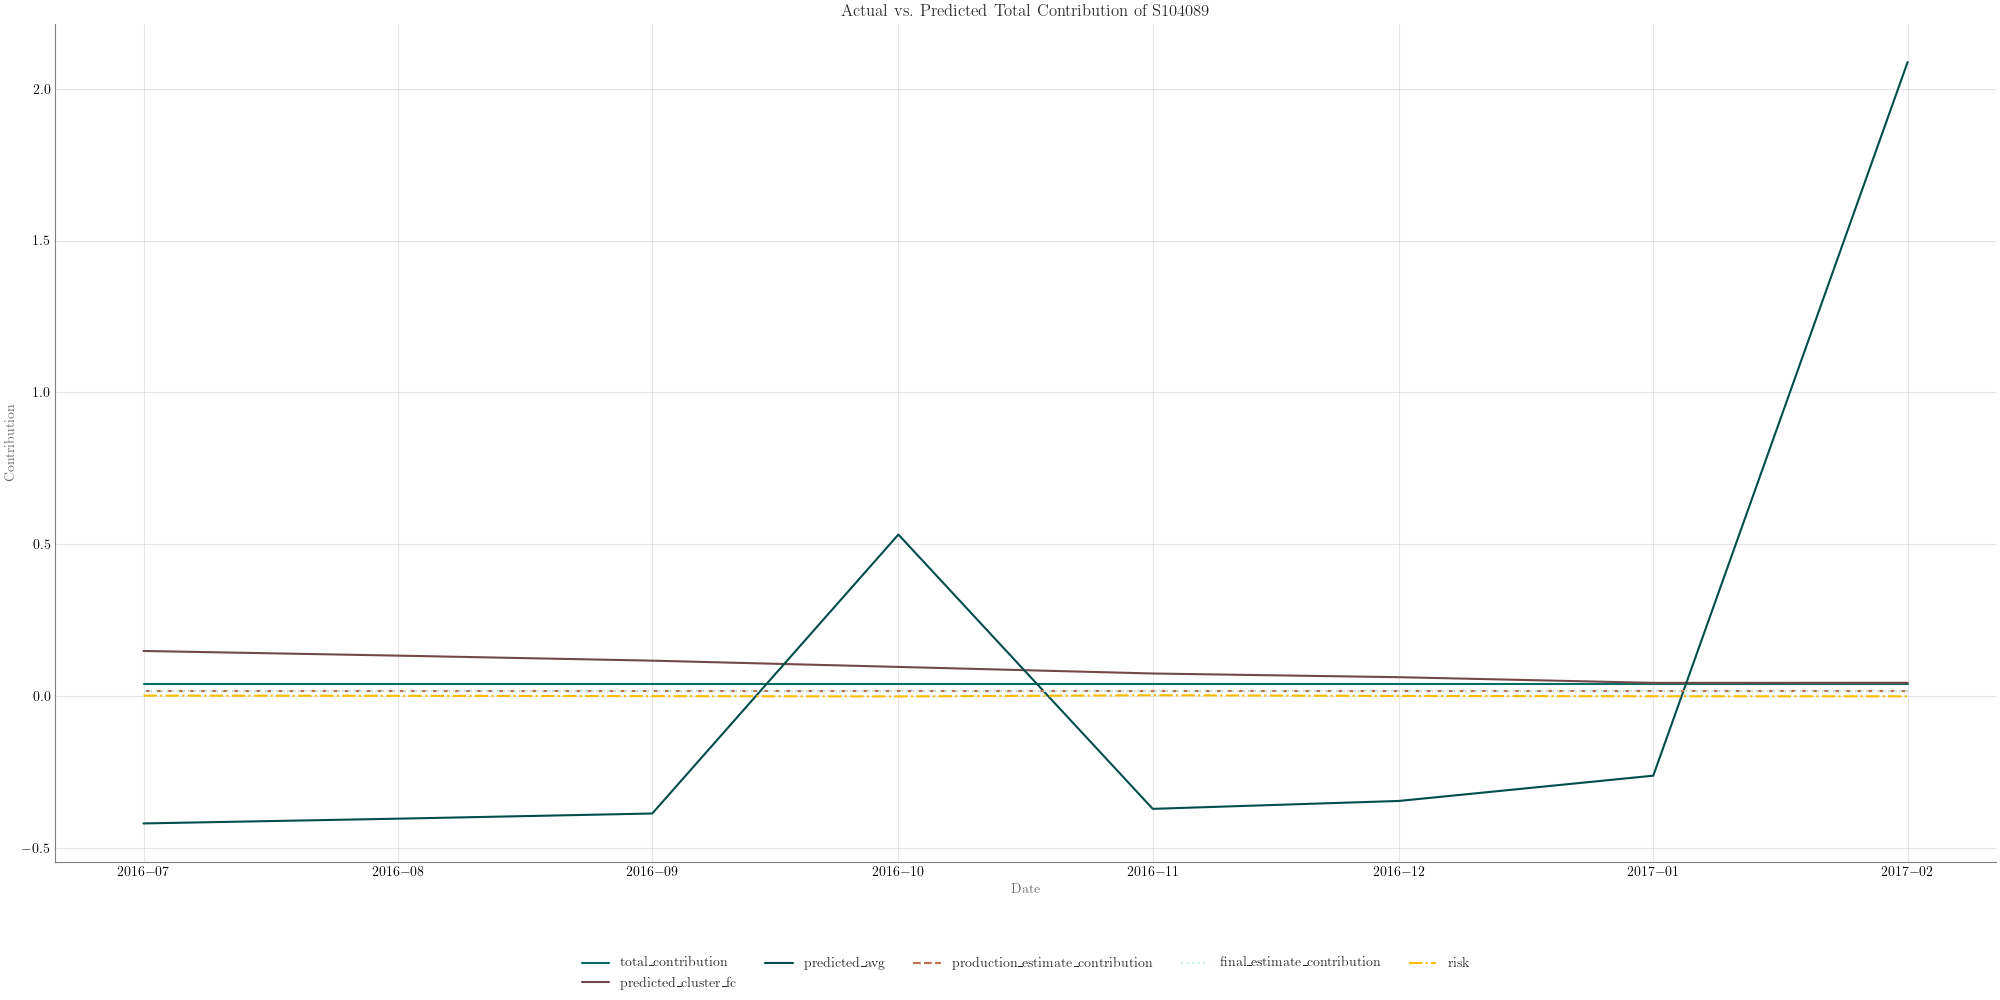 Actual vs. Predicted Total Contribution of S104089
Contribution
2.0
1.5
1.0
0.5
0.0
−0.5
2016−07 2016−08 2016−09 2016−10 2016−11 2016−12 2017−01 2017−02
Date
total_contribution predicted_avg production_estimate_contribution final_estimate_contribution risk
predicted_cluster_fc